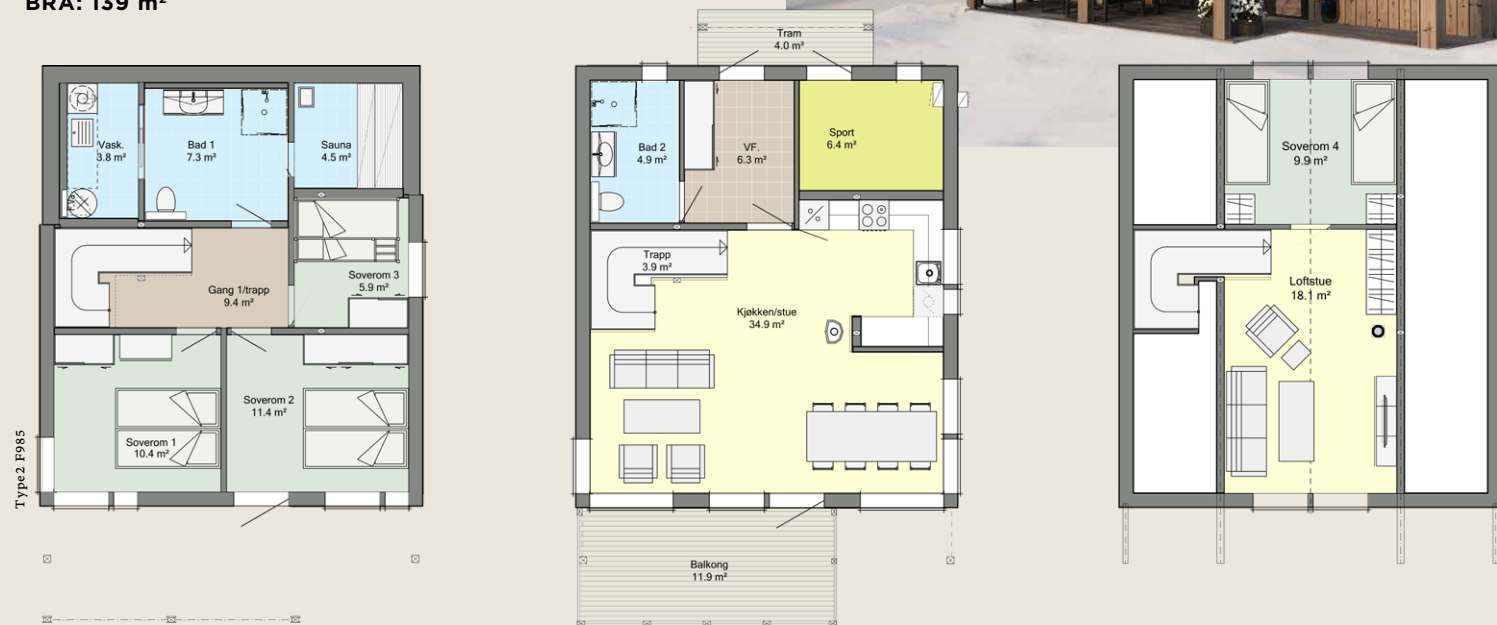 BRA: 139 m²
Vask.
3.8 m²
Bad 1
7.3 m²
Sauna
4.5 m²
Gang 1/trapp
9.4 m²
Soverom 3
5.9 m²
Soverom 1
10.4 m²
Soverom 2
11.4 m²
Type2 F985
Tram
4.0 m²
Bad 2
4.9 m²
VF.
6.3 m²
Sport
6.4 m²
Trapp
3.9 m²
Kjøkken/stue
34.9 m²
Balkong
11.9 m²
Soverom 4
9.9 m²
Loftstue
18.1 m²